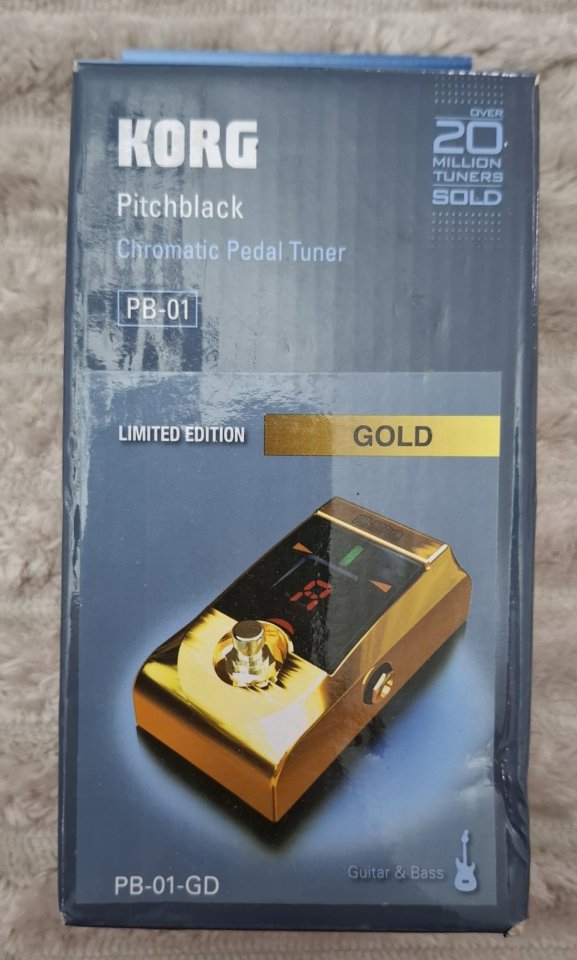 KORG
Pitchblack
Chromatic Pedal Tuner
PB-01
OVER
20
MILLION
TUNERS
SOLD
LIMITED EDITION
GOLD
pitchblack
A
PB-01-GD
Guitar & Bass